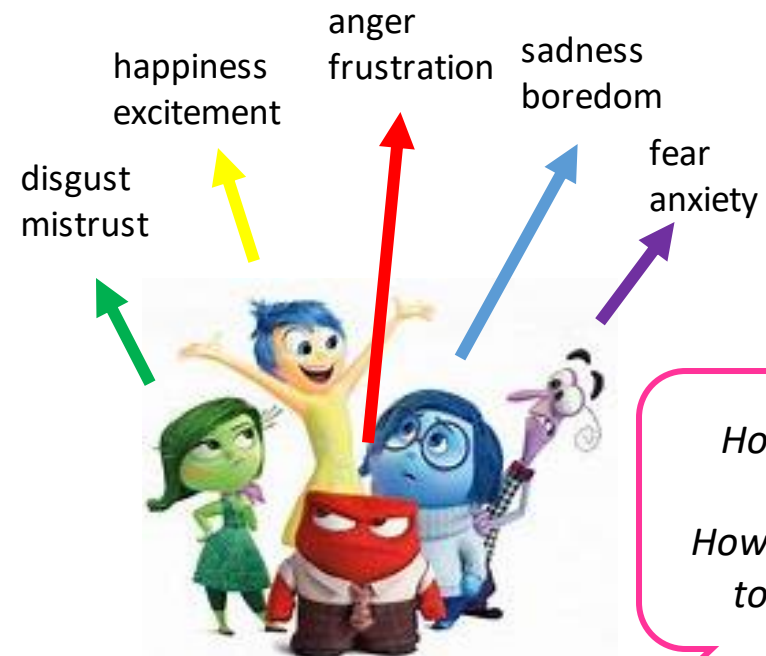 anger
frustration
happiness
excitement
sadness
boredom
disgust
mistrust
fear
anxiety
Ho
How
to